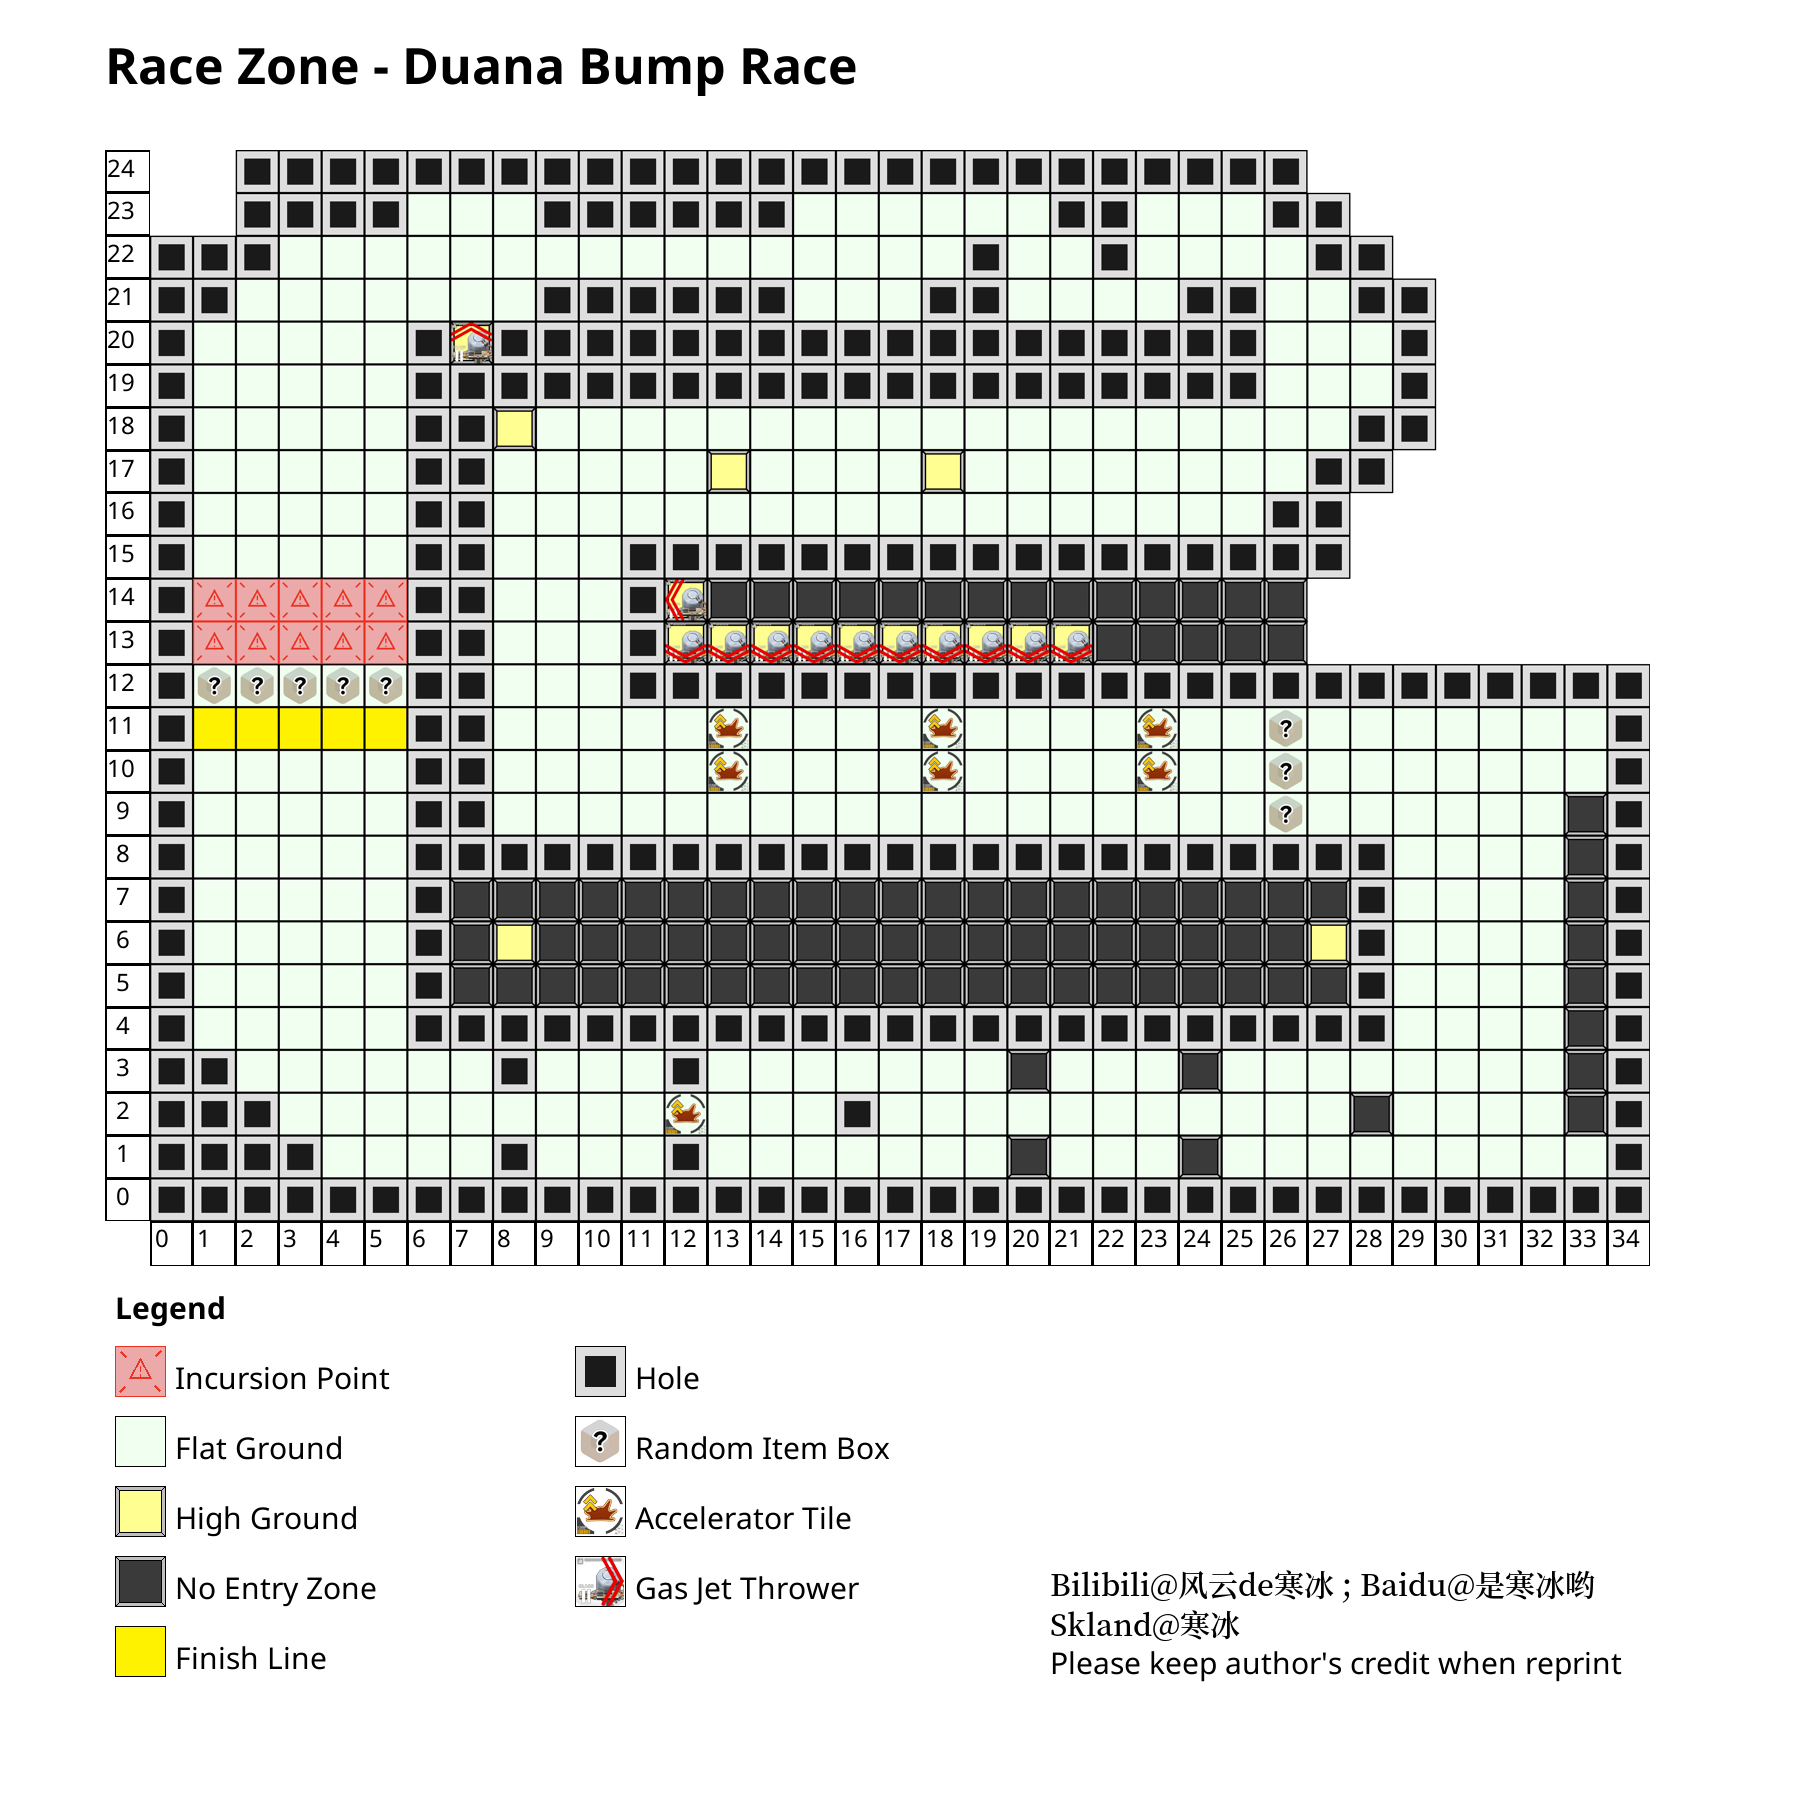 Race Zone - Duana Bump Race
24
23
22
21
20
19
18
17
16
15
14
13
12
11
10
9
8
7
6
5
4
3
2
1
0
0 1 2 3 4 5 6 7 8 9 10 11 12 13 14 15 16 17 18 19 20 21 22 23 24 25 26 27 28 29 30 31 32 33 34
Legend
Incursion Point
Hole
Flat Ground
Random Item Box
High Ground
Accelerator Tile
No Entry Zone
Gas Jet Thrower
Finish Line
Bilibili@风云de寒冰 ; Baidu@是寒冰哟
Skland@寒冰
Please keep author's credit when reprint